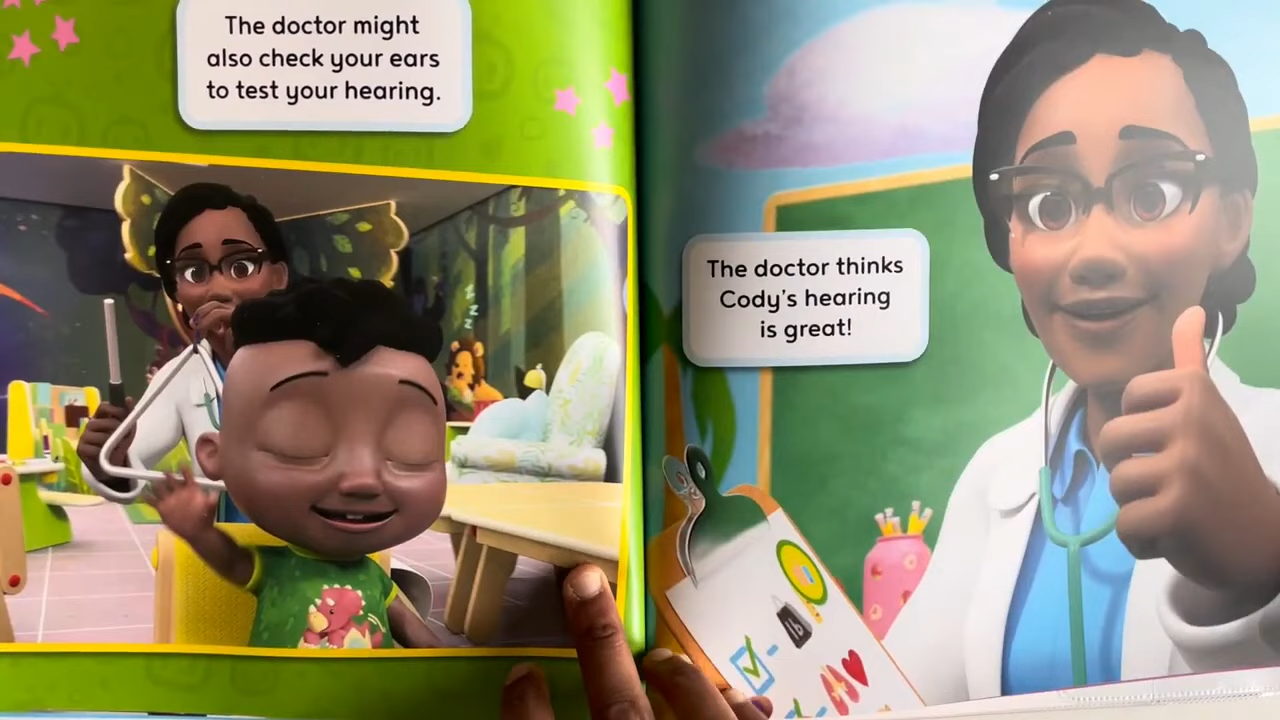 The doctor might
also check your ears
to test your hearing.
z
z
z
The doctor thinks
Cody's hearing
is great!